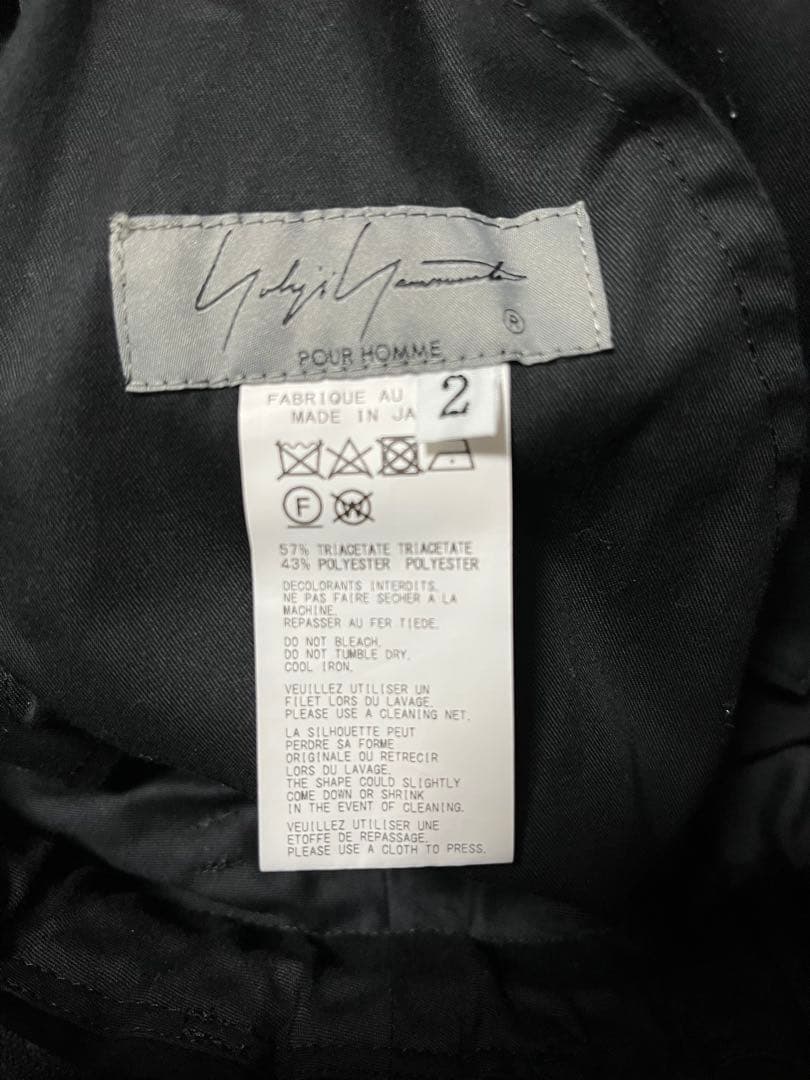 Yohji Yamamoto
®
POUR HOMME
2
FABRIQUE AU
MADE IN JA
F
W
57% TRIACETATE TRIACETATE
43% POLYESTER POLYESTER
DECOLORANTS INTERDITS.
NE PAS FAIRE SECHER A LA
MACHINE.
REPASSER AU FER TIEDE.
DO NOT BLEACH.
DO NOT TUMBLE DRY.
COOL IRON.
VEUILLEZ UTILISER UN
FILET LORS DU LAVAGE.
PLEASE USE A CLEANING NET.
LA SILHOUETTE PEUT
PERDRE SA FORME
ORIGINALE OU RETRECIR
LORS DU LAVAGE.
THE SHAPE COULD SLIGHTLY
COME DOWN OR SHRINK
IN THE EVENT OF CLEANING.
VEUILLEZ UTILISER UNE
ETOFFE DE REPASSAGE.
PLEASE USE A CLOTH TO PRESS.